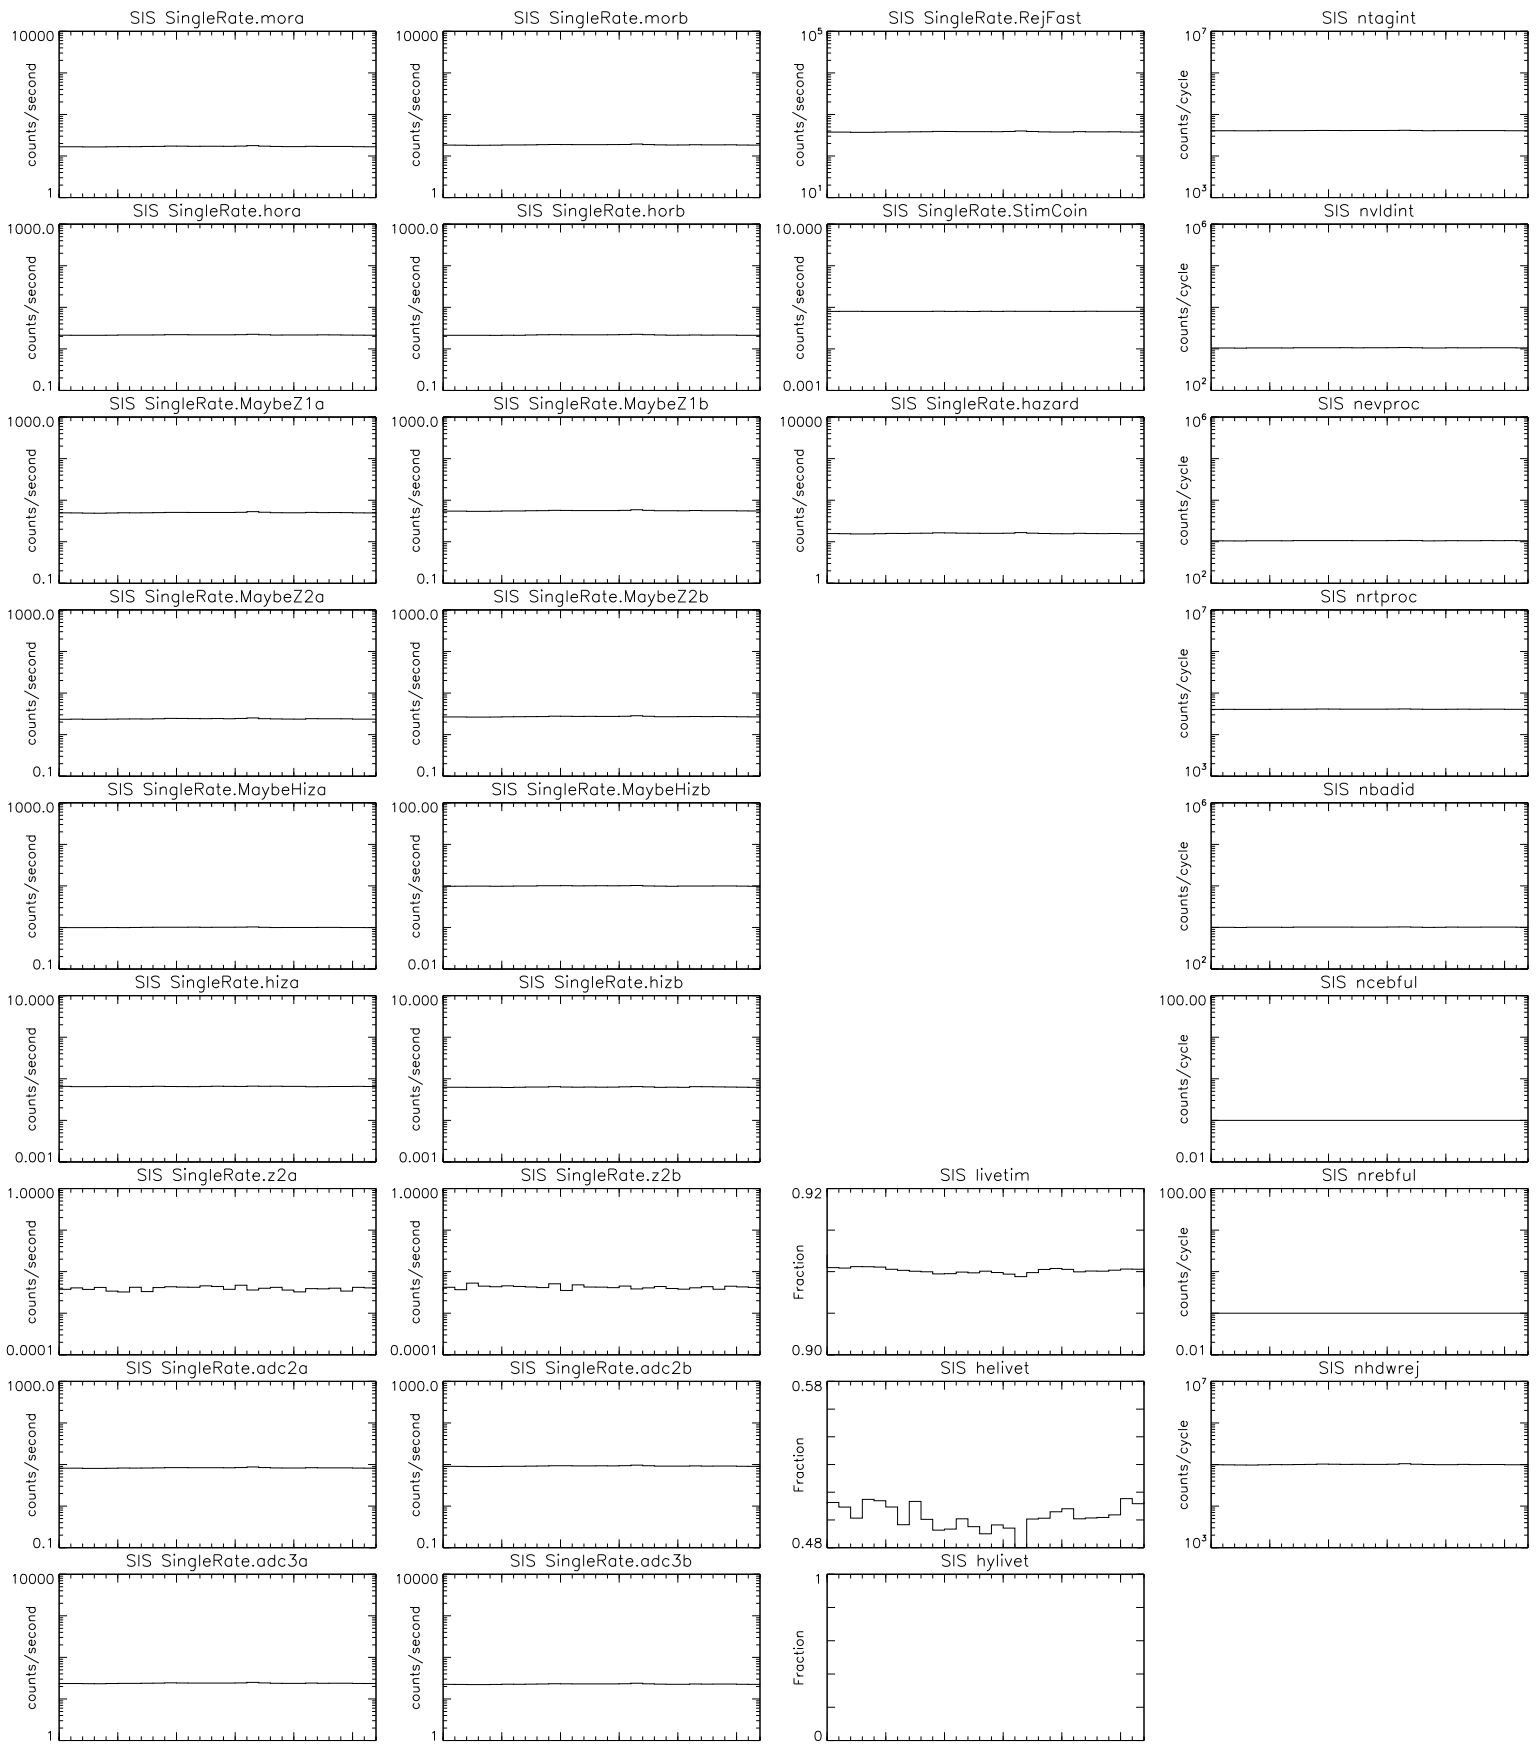 SIS SingleRate.mora
10000
counts/second
1
SIS SingleRate.morb
10000
counts/second
1
SIS SingleRate.RejFast
10^5
counts/second
10^1
SIS ntagint
10^7
counts/cycle
10^3
SIS SingleRate.hora
1000.0
counts/second
0.1
SIS SingleRate.horb
1000.0
counts/second
0.1
SIS SingleRate.StimCoin
10.000
counts/second
0.001
SIS nvldint
10^6
counts/cycle
10^2
SIS SingleRate.MaybeZ1a
1000.0
counts/second
0.1
SIS SingleRate.MaybeZ1b
1000.0
counts/second
0.1
SIS SingleRate.hazard
10000
counts/second
1
SIS nevproc
10^6
counts/cycle
10^2
SIS SingleRate.MaybeZ2a
1000.0
counts/second
0.1
SIS SingleRate.MaybeZ2b
1000.0
counts/second
0.1
SIS nrtproc
10^7
counts/cycle
10^3
SIS SingleRate.MaybeHiza
1000.0
counts/second
0.1
SIS SingleRate.MaybeHizb
100.00
counts/second
0.01
SIS nbadid
10^6
counts/cycle
10^2
SIS SingleRate.hiza
10.000
counts/second
0.001
SIS SingleRate.hizb
10.000
counts/second
0.001
SIS ncebful
100.00
counts/cycle
0.01
SIS SingleRate.z2a
1.0000
counts/second
0.0001
SIS SingleRate.z2b
1.0000
counts/second
0.0001
SIS livetim
0.92
Fraction
0.90
SIS nrebful
100.00
counts/cycle
0.01
SIS SingleRate.adc2a
1000.0
counts/second
0.1
SIS SingleRate.adc2b
1000.0
counts/second
0.1
SIS helivet
0.58
Fraction
0.48
SIS nhdwrej
10^7
counts/cycle
10^3
SIS SingleRate.adc3a
10000
counts/second
1
SIS SingleRate.adc3b
10000
counts/second
1
SIS hylivet
1
Fraction
0